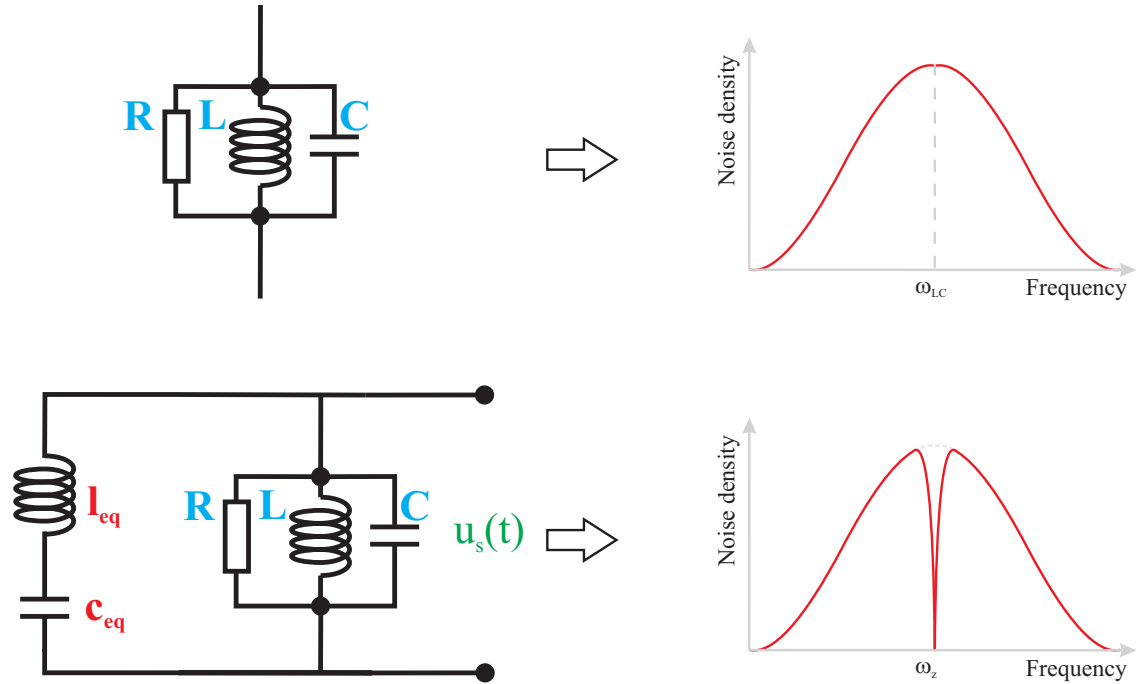 R L C
Noise density
ω_LC
Frequency
l_eq
c_eq
R L C
u_s(t)
Noise density
ω_z
Frequency